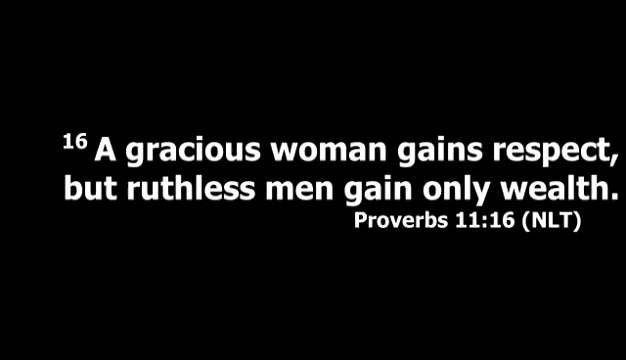 16 A gracious woman gains respect,
but ruthless men gain only wealth.
Proverbs 11:16 (NLT)